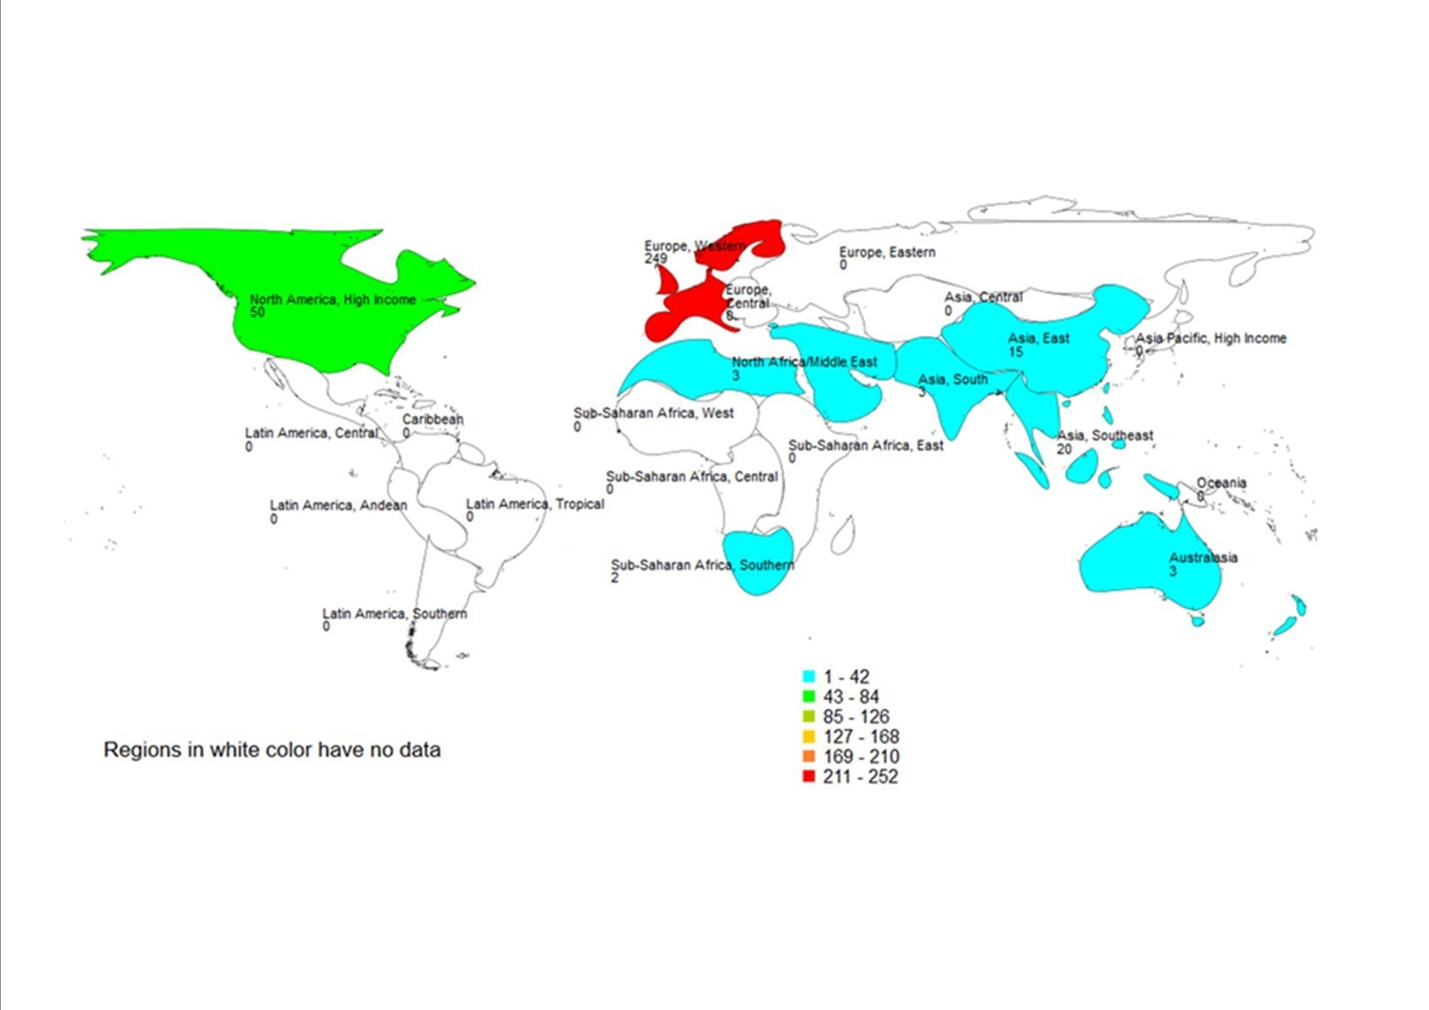 Europe, Western
249
Europe, Eastern
0
Europe,
Central
0
North America, High Income
50
Asia, Central
0
Asia, East
15
Asia Pacific, High Income
0
North Africa/Middle East
3
Asia, South
3
Sub-Saharan Africa, West
0
Caribbean
0
Latin America, Central
0
Sub-Saharan Africa, East
0
Asia, Southeast
20
Sub-Saharan Africa, Central
0
Oceania
0
Latin America, Andean
0
Latin America, Tropical
0
Sub-Saharan Africa, Southern
2
Australasia
3
Latin America, Southern
0
1 - 42
43 - 84
85 - 126
127 - 168
169 - 210
211 - 252
Regions in white color have no data